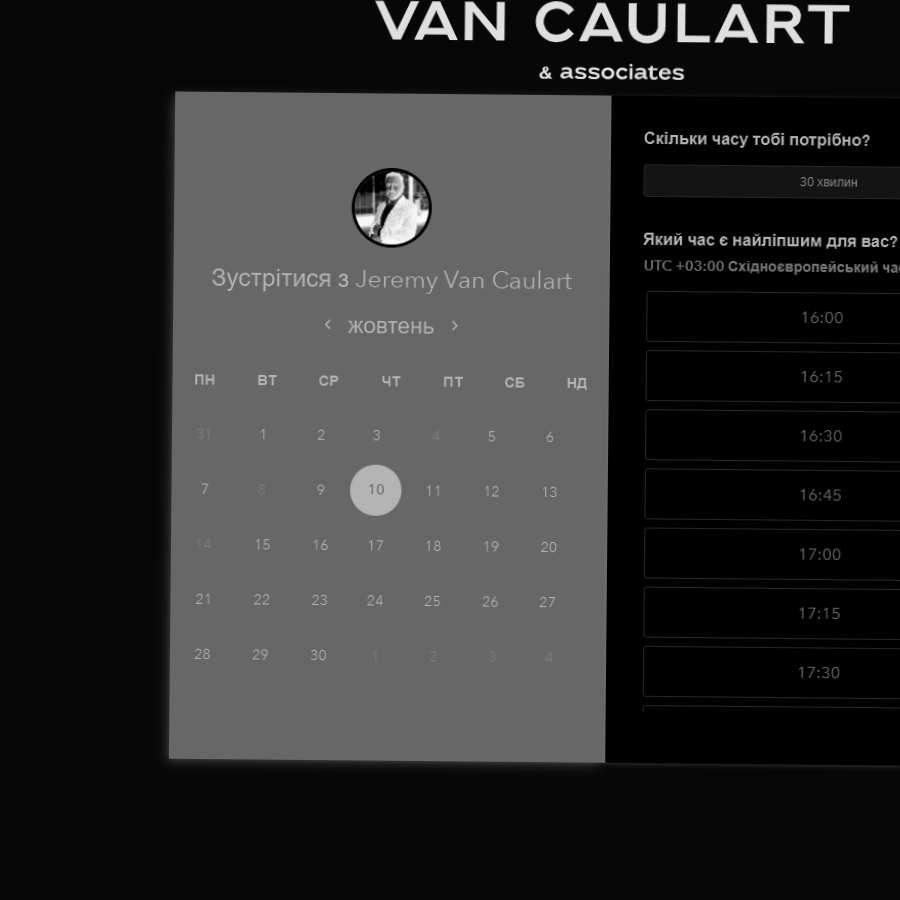 VAN CAULART
& associates
Зустрітися з Jeremy Van Caulart
жовтень
ПН ВТ СР ЧТ ПТ СБ НД
31 1 2 3 4 5 6
7 8 9 10 11 12 13
14 15 16 17 18 19 20
21 22 23 24 25 26 27
28 29 30 1 2 3 4
Скільки часу тобі потрібно?
30 хвилин
Який час є найліпшим для вас?
UTC +03:00 Східноєвропейський ча
16:00
16:15
16:30
16:45
17:00
17:15
17:30